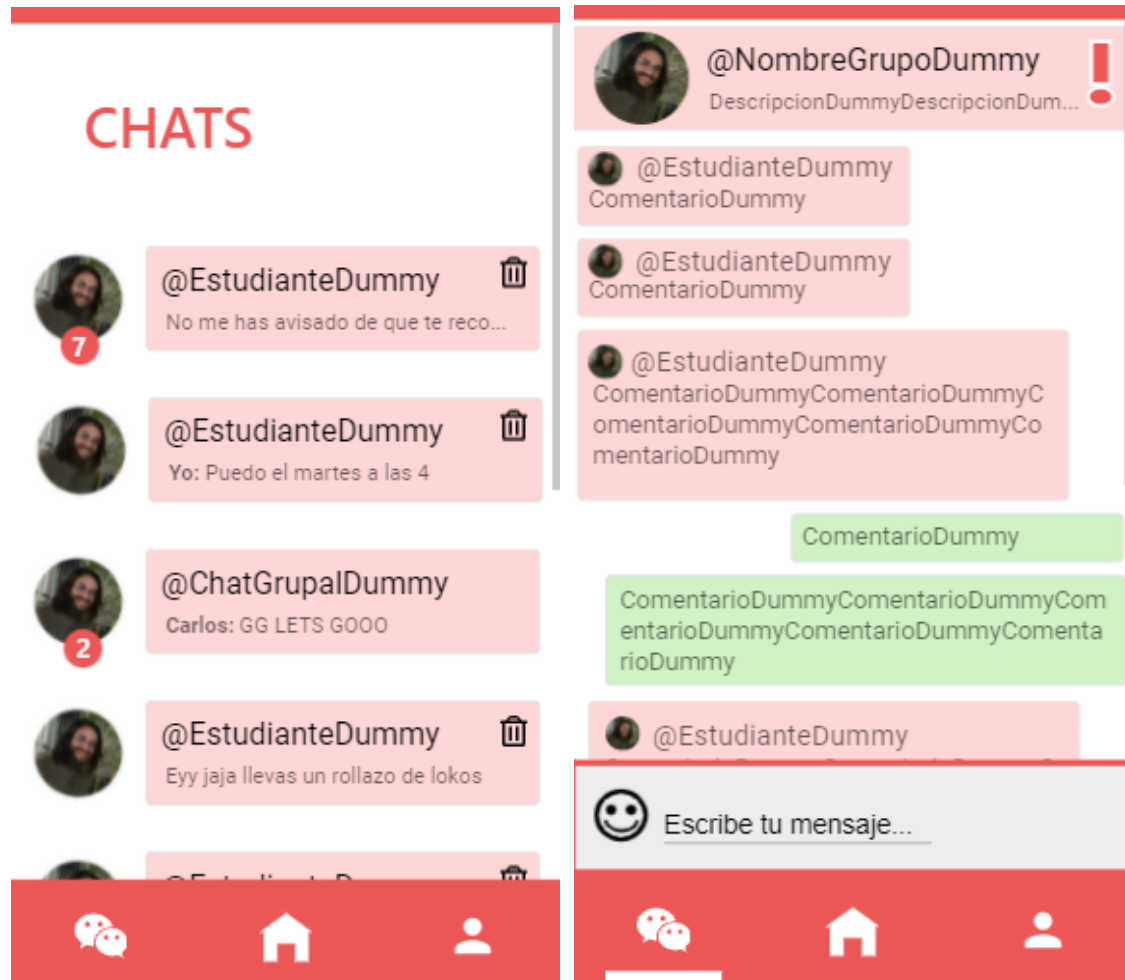 CHATS
@EstudianteDummy
No me has avisado de que te reco...
7
@EstudianteDummy
Yo: Puedo el martes a las 4
@ChatGrupalDummy
Carlos: GG LETS GOOO
2
@EstudianteDummy
Eyy jaja llevas un rollazo de lokos
@NombreGrupoDummy
DescripcionDummyDescripcionDum...
@EstudianteDummy
ComentarioDummy
@EstudianteDummy
ComentarioDummy
@EstudianteDummy
ComentarioDummyComentarioDummyC
omentarioDummyComentarioDummyCo
mentarioDummy
ComentarioDummy
ComentarioDummyComentarioDummyCom
entarioDummyComentarioDummyComenta
rioDummy
@EstudianteDummy
Escribe tu mensaje...